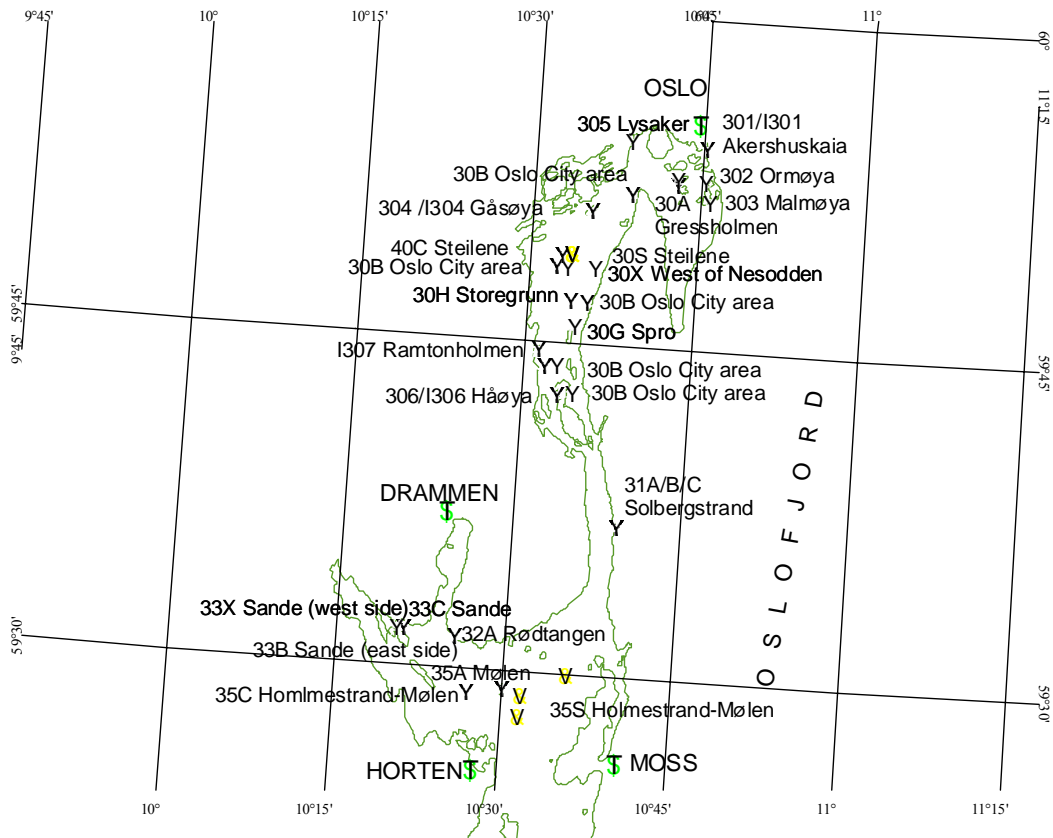 9°45'
10°
10°15'
10°30'
10°45'
11°
60°
11°15'
OSLO
305 Lysaker
301/I301
Akershuskaia
30B Oslo City area
302 Ormøya
304 /I304 Gåsøya
30A
Gressholmen
303 Malmøya
40C Steilene
30S Steilene
30B Oslo City area
30X West of Nesodden
30H Storegrunn
30B Oslo City area
59°45'
9°45'
30G Spro
I307 Ramtonholmen
30B Oslo City area
59°45'
306/I306 Håøya
30B Oslo City area
OSLOFJORD
31A/B/C
Solbergstrand
DRAMMEN
33X Sande (west side)
33C Sande
32A Rødtangen
59°30'
33B Sande (east side)
35A Mølen
35C Homlmestrand-Mølen
35S Holmestrand-Mølen
59°30'
HORTEN
MOSS
10°
10°15'
10°30'
10°45'
11°
11°15'